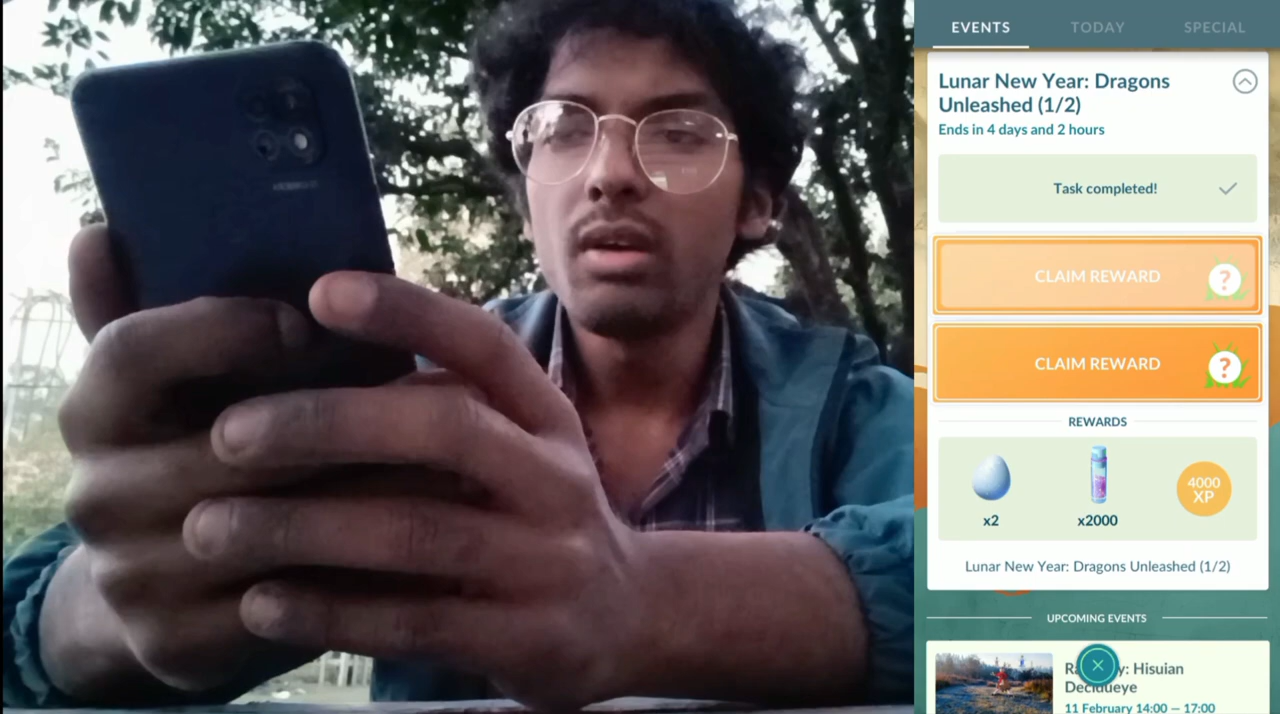 EVENTS TODAY SPECIAL
Lunar New Year: Dragons
Unleashed (1/2)
Ends in 4 days and 2 hours
Task completed!
CLAIM REWARD ?
CLAIM REWARD ?
REWARDS
4000
XP
x2 x2000
Lunar New Year: Dragons Unleashed (1/2)
UPCOMING EVENTS
Hisuian
Decidueye
11 February 14:00 — 17:00